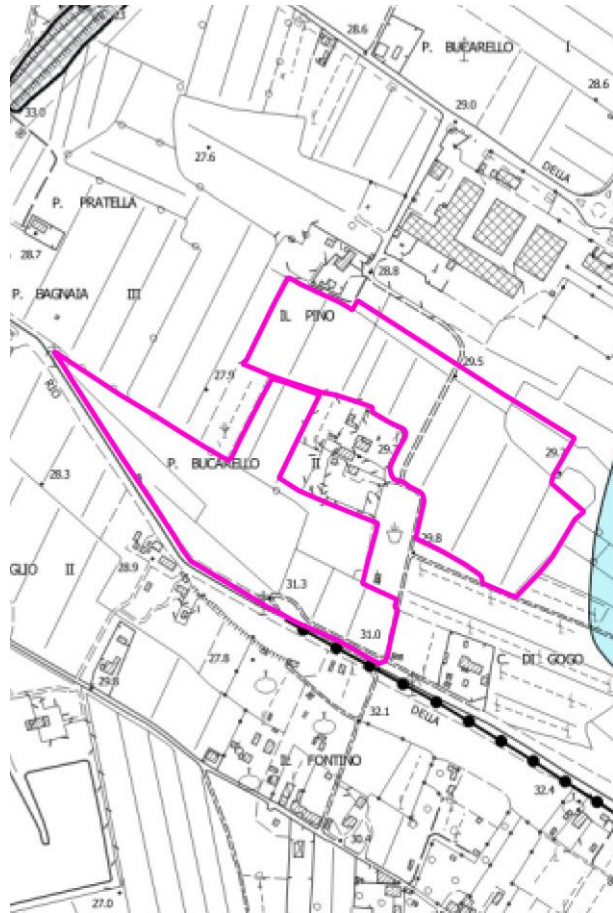 28.6
P. BUCARELLO I
28.6
33.0
29.0
27.6
DELLA
P. PRATELLA
28.7
28.8
P. BAGNAIA III
IL PINO
29.5
27.9
RIO
29.7
P. BUCARELLO II
28.3
29.8
GLIO II
28.9
31.3
31.0
27.8
C. DI GOGO
29.8
DELLA
32.1
IL FONTINO
32.4
30.4
27.0